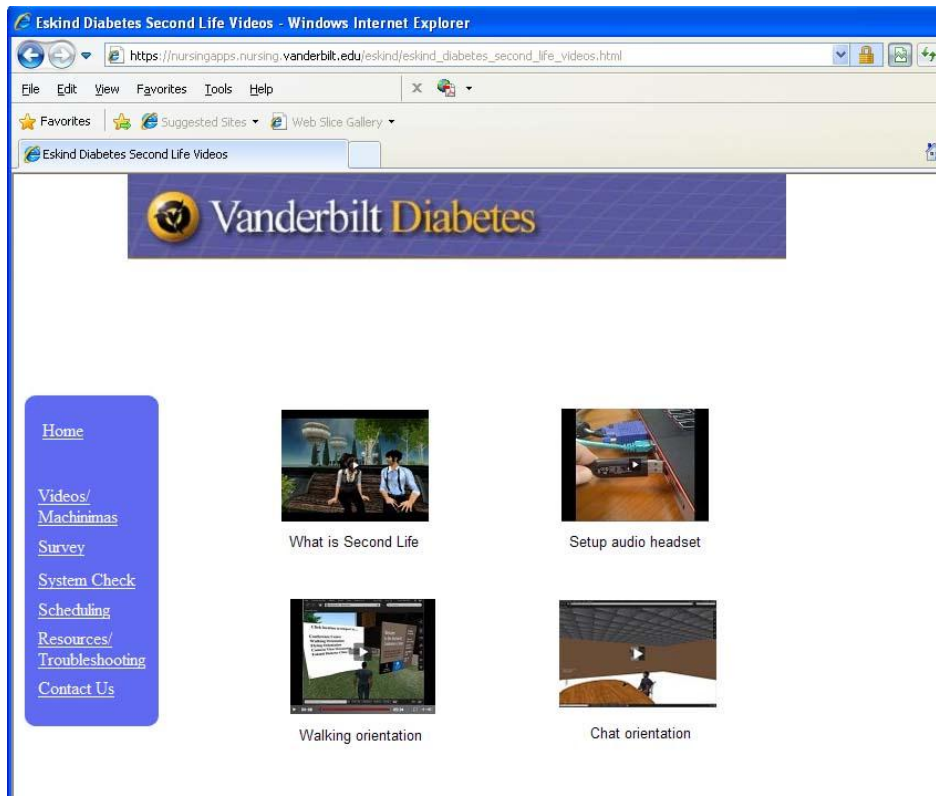 Eskind Diabetes Second Life Videos - Windows Internet Explorer
https://nursingapps.nursing.vanderbilt.edu/eskind/eskind_diabetes_second_life_videos.html
File Edit View Favorites Tools Help
Favorites Suggested Sites Web Slice Gallery
Eskind Diabetes Second Life Videos
Vanderbilt Diabetes
Home
Videos/
Machinimas
Survey
System Check
Scheduling
Resources/
Troubleshooting
Contact Us
What is Second Life
Setup audio headset
Walking orientation
Chat orientation